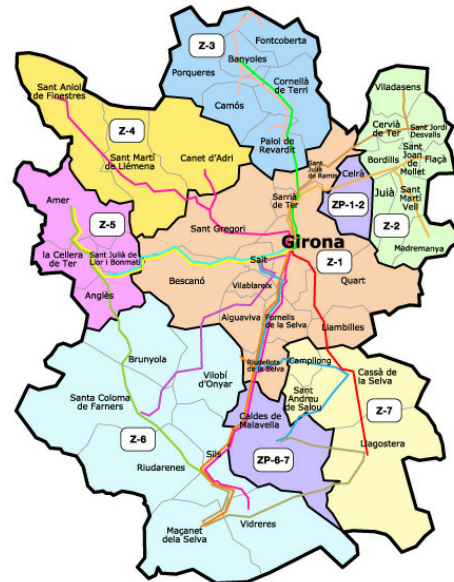 Z-3
Fontcoberta
Banyoles
Porqueres
Cornellà
de Terri
Camós
Palol de
Revardit
Sant Aniol
de Finestres
Z-4
Sant Martí
de Llémena
Canet d'Adri
Viladasens
Cervià
de Ter
Sant Jordi
Desvalls
Sant
Joan
de
Mollet
Bordills
Flaçà
Sant Julià
de Ramis
Celrà
ZP-1-2
Juià
Sant
Martí
Vell
Z-2
Madremanya
Sarrià
de Ter
Amer
Z-5
Sant Gregori
Girona
Z-1
la Cellera
de Ter
Sant Julià de
Llor i Bonmatí
Salt
Bescanó
Quart
Vilablareix
Anglès
Aiguaviva
Fornells de
la Selva
Llambilles
Brunyola
Riudellots
de la Selva
Campllong
Cassà de
la Selva
Vilobí
d'Onyar
Sant
Andreu
de Salou
Z-7
Santa Coloma
de Farners
Caldes de
Malavella
Z-6
Llagostera
Sils
ZP-6-7
Riudarenes
Maçanet
dela Selva
Vidreres